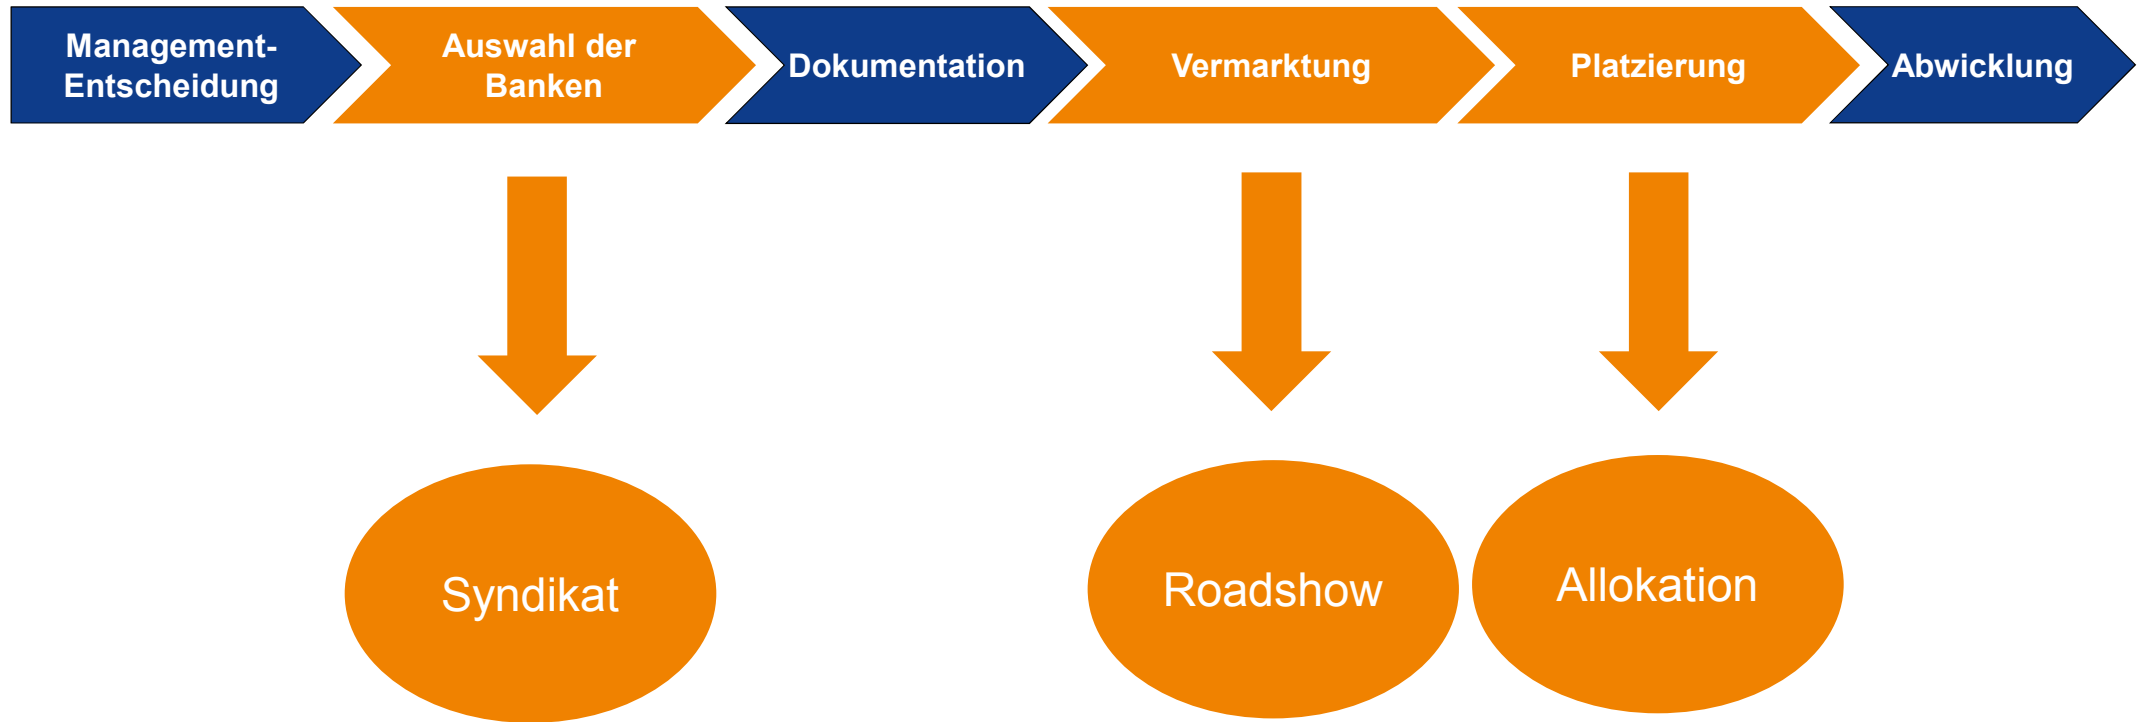 Management-
Entscheidung
Auswahl der
Banken
Dokumentation
Vermarktung
Platzierung
Abwicklung
Syndikat
Roadshow
Allokation